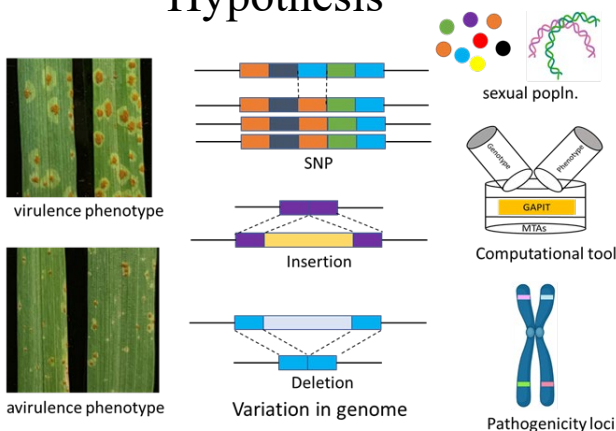 Hypothesis
virulence phenotype
avirulence phenotype
SNP
Insertion
Deletion
Variation in genome
sexual popln.
Genotype
Phenotype
GAPIT
MTAs
Computational tool
Pathogenicity loci